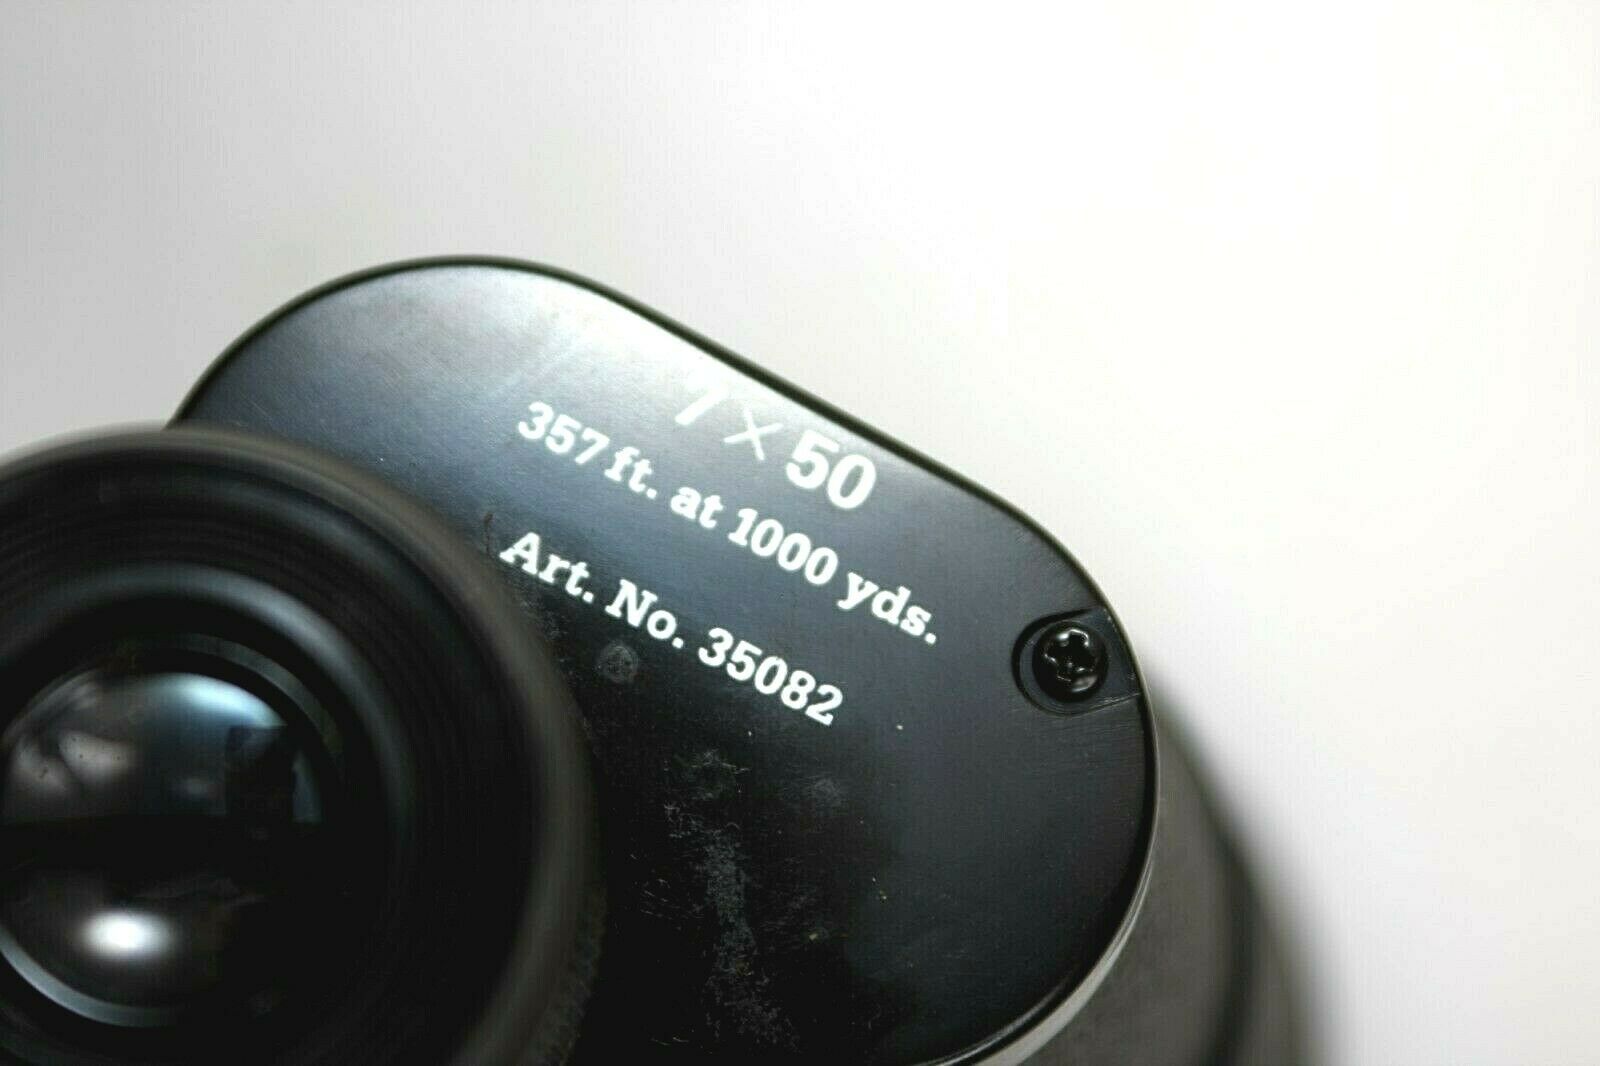 7 x 50
357 ft. at 1000 yds.
Art. No. 35082